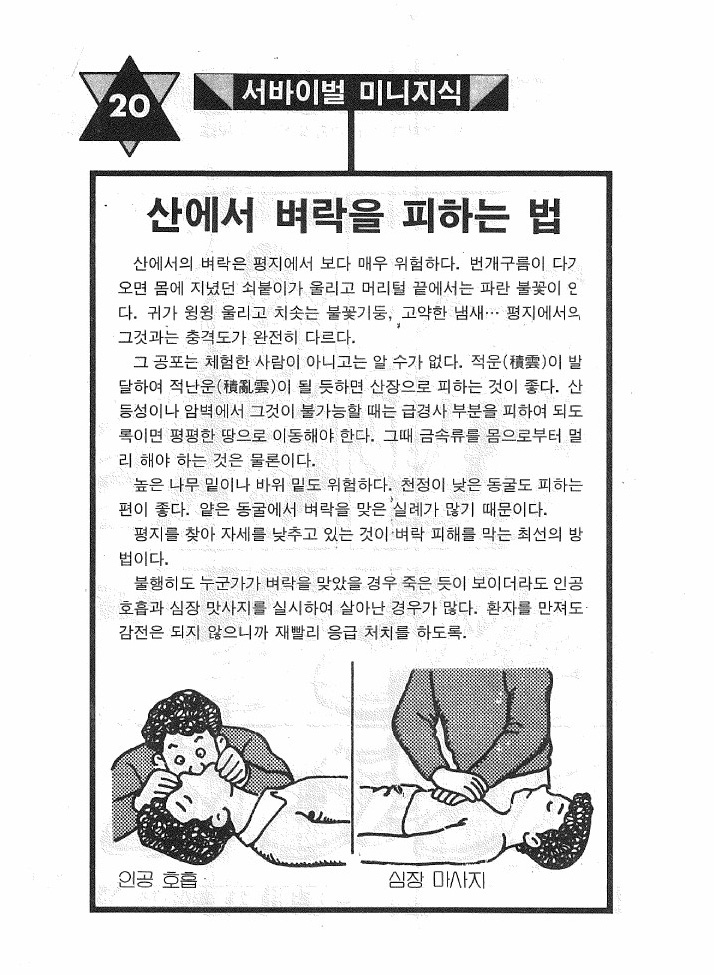 20
서바이벌 미니지식
산에서 벼락을 피하는 법
산에서의 벼락은 평지에서 보다 매우 위험하다. 번개구름이
오면 몸에 지녔던 쇠붙이가 울리고 머리털 끝에서는 파란 불꽃이
다. 귀가 윙윙 울리고 치솟는 불꽃기둥, 고약한 냄새… 평지에서의
그것과는 충격도가 완전히 다르다.
그 공포는 체험한 사람이 아니고는 알 수가 없다. 적운(積雲)이 발
달하여 적난운(積亂雲)이 될 듯하면 산장으로 피하는 것이 좋다. 산
등성이나 암벽에서 그것이 불가능할 때는 급경사 부분을 피하여 되도
록이면 평평한 땅으로 이동해야 한다. 그때 금속류를 몸으로부터 멀
리 해야 하는 것은 물론이다.
높은 나무 밑이나 바위 밑도 위험하다. 천정이 낮은 동굴도 피하는
편이 좋다. 얕은 동굴에서 벼락을 맞은 실례가 많기 때문이다.
평지를 찾아 자세를 낮추고 있는 것이 벼락 피해를 막는 최선의 방
법이다.
불행히도 누군가가 벼락을 맞았을 경우 죽은 듯이 보이더라도 인공
호흡과 심장 맛사지를 실시하여 살아난 경우가 많다. 환자를 만져도
감전은 되지 않으니까 재빨리 응급 처치를 하도록.
인공 호흡
심장 마사지